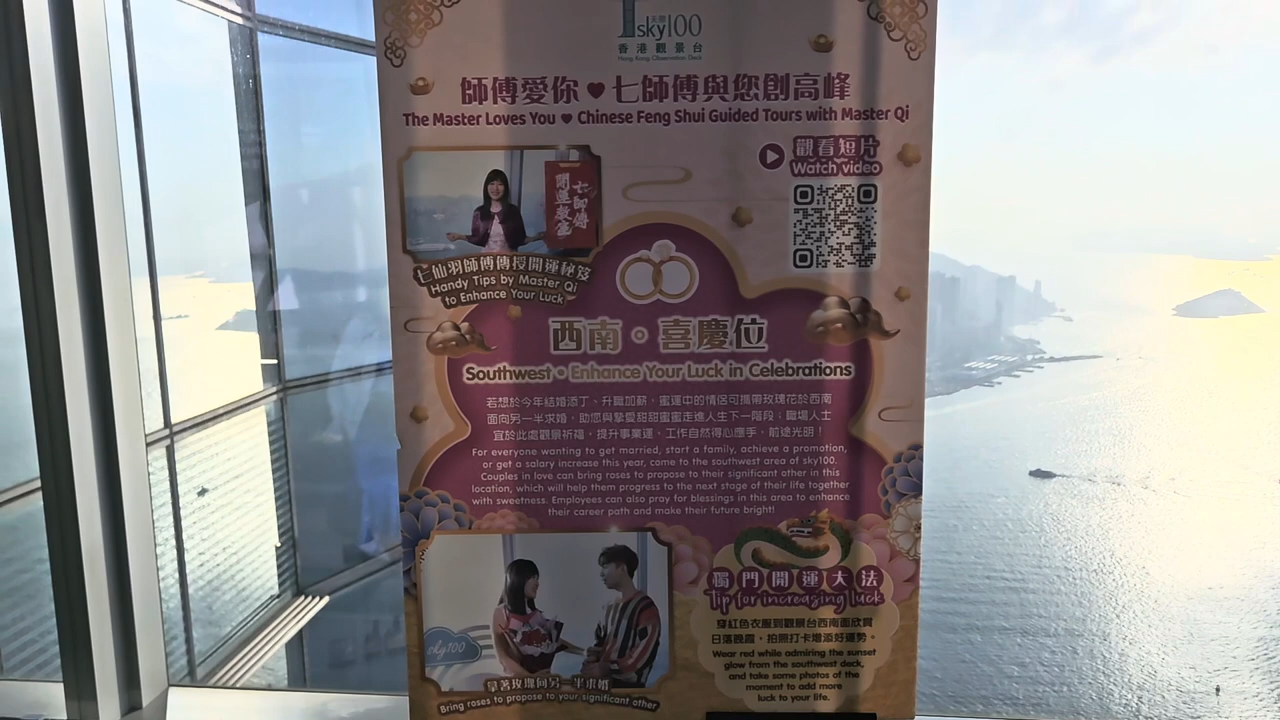 天際
sky100
香港觀景台
Hong Kong Observation Deck
師傅愛你♥七師傅與您創高峰
The Master Loves You ♥ Chinese Feng Shui Guided Tours with Master Qi
觀看短片
Watch video
七師傅
開運教室
七仙羽師傅傳授開運秘笈
Handy Tips by Master Qi
to Enhance Your Luck
西南•喜慶位
Southwest • Enhance Your Luck in Celebrations
若想於今年結婚添丁、升職加薪，蜜運中的情侶可攜帶玫瑰花於西南
面向另一半求婚，助您與摯愛甜甜蜜蜜走進人生下一階段；職場人士
宜於此處觀景祈福，提升事業運，工作自然得心應手，前途光明！
For everyone wanting to get married, start a family, achieve a promotion,
or get a salary increase this year, come to the southwest area of sky100.
Couples in love can bring roses to propose to their significant other in this
location, which will help them progress to the next stage of their life together
with sweetness. Employees can also pray for blessings in this area to enhance
their career path and make their future bright!
sky100
拿著玫瑰向另一半求婚
Bring roses to propose to your significant other
獨門開運大法
Tip for increasing luck
穿紅色衣服到觀景台西南面欣賞
日落晚霞，拍照打卡增添好運勢。
Wear red while admiring the sunset
glow from the southwest deck,
and take some photos of the
moment to add more
luck to your life.